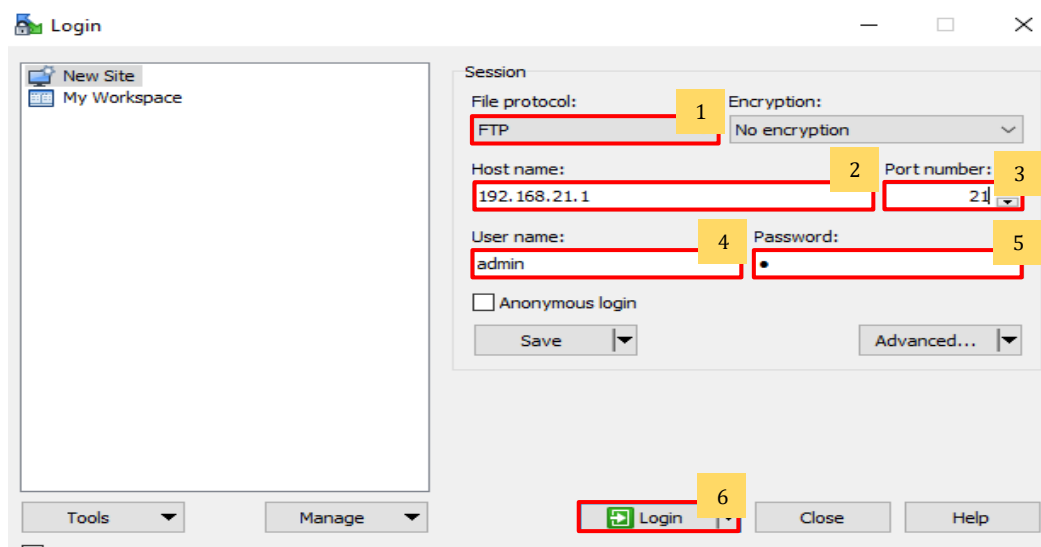 Login
New Site
My Workspace
Session
File protocol:
1
Encryption:
FTP
No encryption
Host name:
2
Port number:
3
192.168.21.1
21
User name:
4
Password:
5
admin
•
Anonymous login
Save
Advanced...
6
Tools
Manage
Login
Close
Help